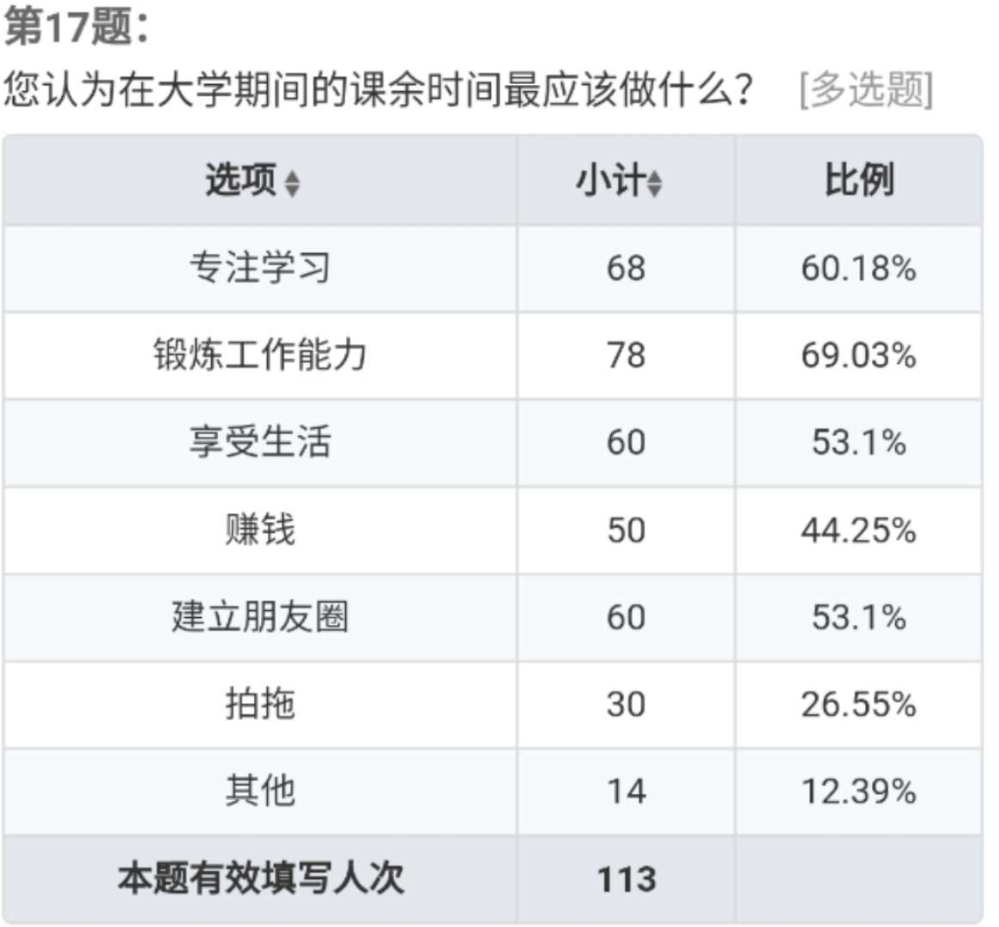 第17题：
您认为在大学期间的课余时间最应该做什么？ [多选题]
选项 小计 比例
专注学习 68 60.18%
锻炼工作能力 78 69.03%
享受生活 60 53.1%
赚钱 50 44.25%
建立朋友圈 60 53.1%
拍拖 30 26.55%
其他 14 12.39%
本题有效填写人次 113